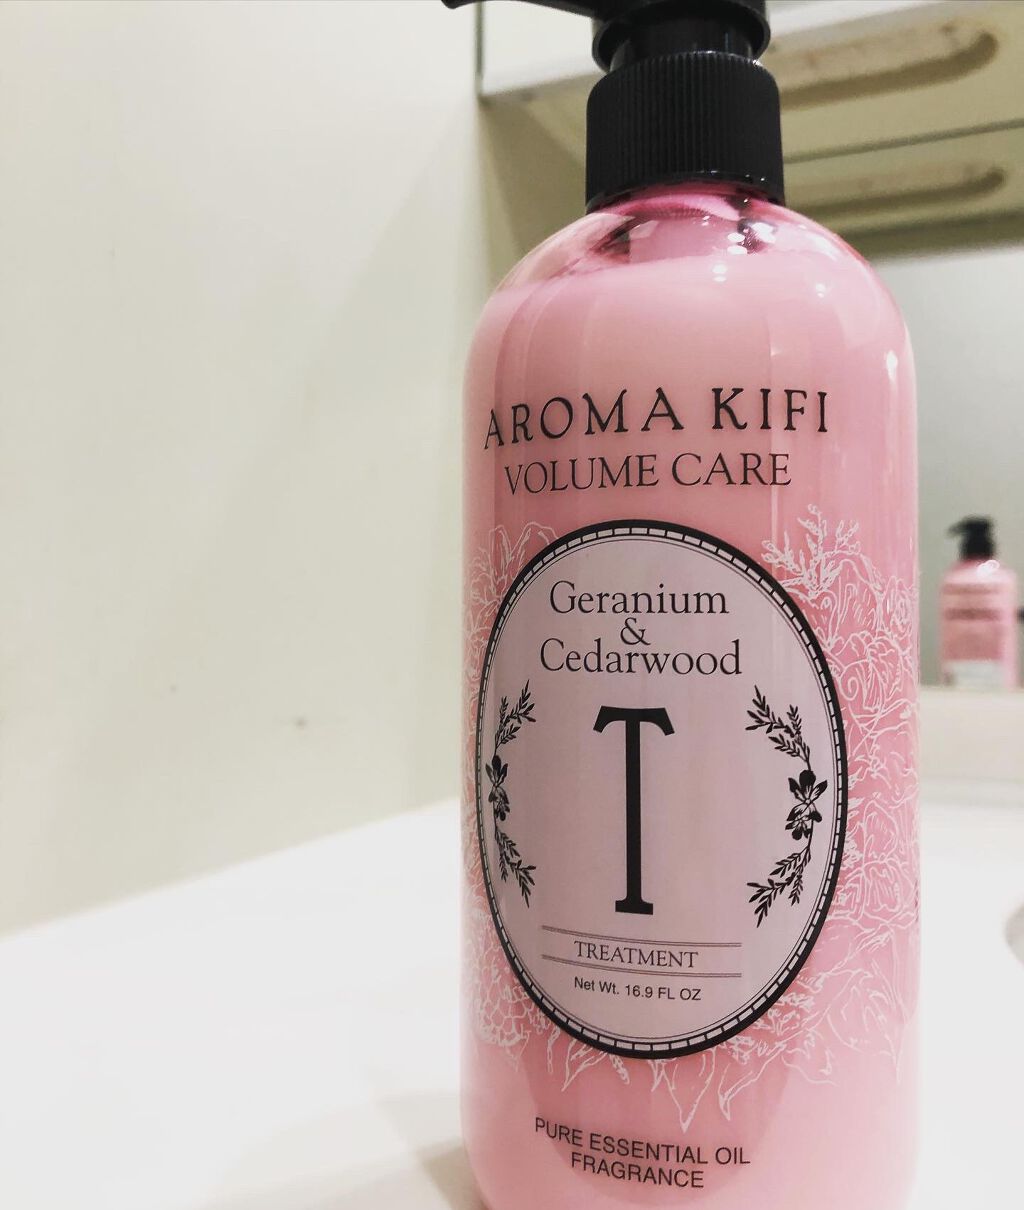 AROMA KIFI
VOLUME CARE
Geranium
&
Cedarwood
T
TREATMENT
Net Wt. 16.9 FL OZ
PURE ESSENTIAL OIL
FRAGRANCE